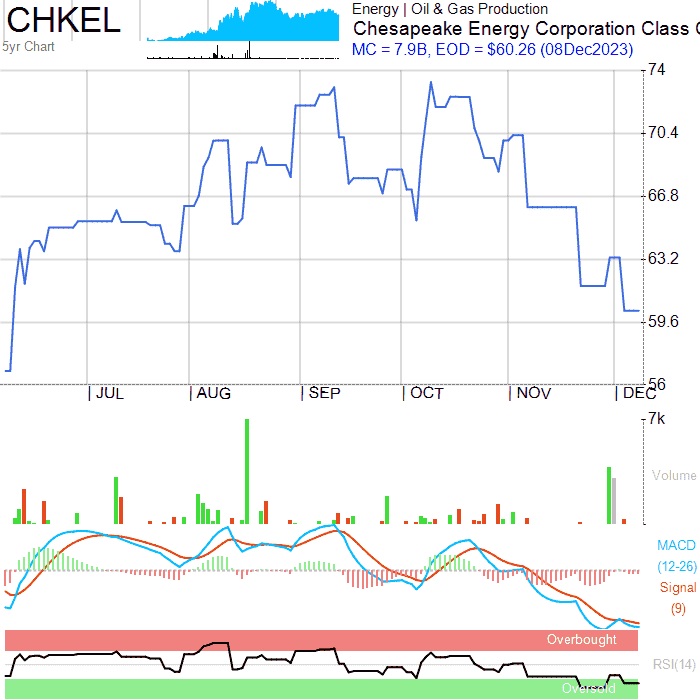 CHKEL
5yr Chart
Energy | Oil & Gas Production
Chesapeake Energy Corporation Class C
MC = 7.9B, EOD = $60.26 (08Dec2023)
74
70.4
66.8
63.2
59.6
56
JUL
AUG
SEP
OCT
NOV
DEC
7k
Volume
MACD
(12-26)
Signal
(9)
Overbought
RSI(14)
Oversold